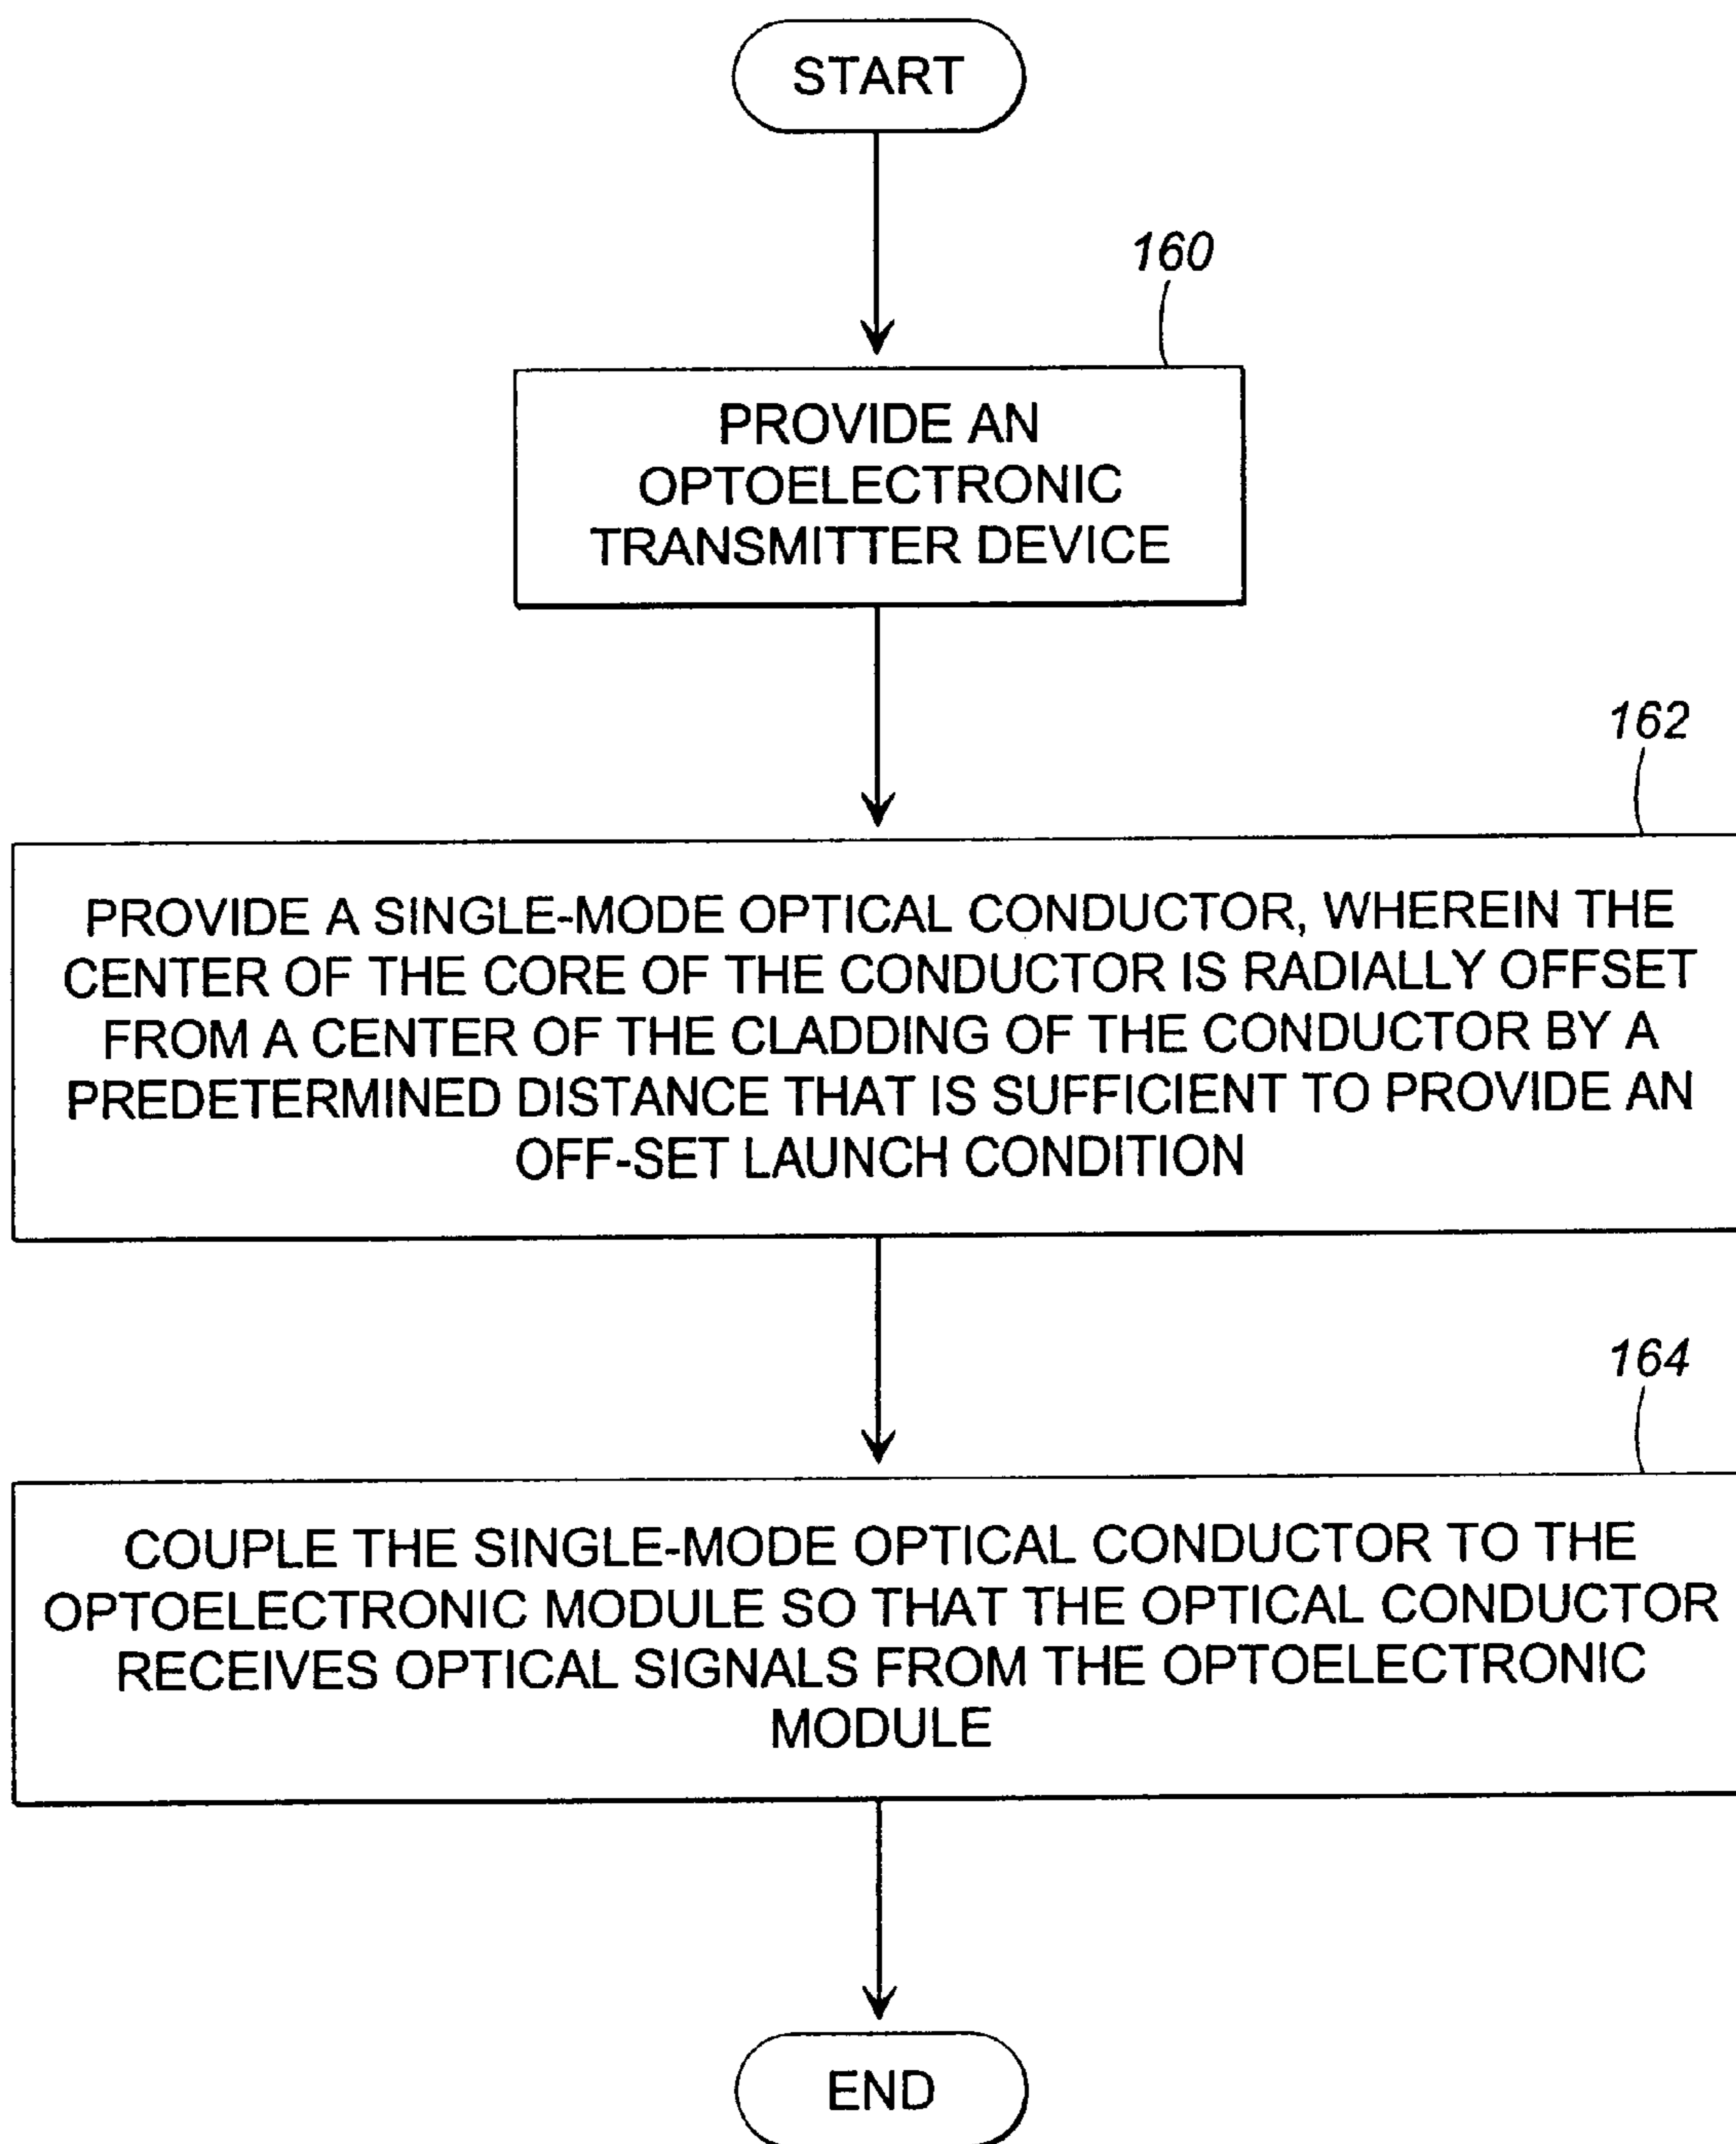 START
160
PROVIDE AN
OPTOELECTRONIC
TRANSMITTER DEVICE
162
PROVIDE A SINGLE-MODE OPTICAL CONDUCTOR, WHEREIN THE
CENTER OF THE CORE OF THE CONDUCTOR IS RADIALLY OFFSET
FROM A CENTER OF THE CLADDING OF THE CONDUCTOR BY A
PREDETERMINED DISTANCE THAT IS SUFFICIENT TO PROVIDE AN
OFF-SET LAUNCH CONDITION
164
COUPLE THE SINGLE-MODE OPTICAL CONDUCTOR TO THE
OPTOELECTRONIC MODULE SO THAT THE OPTICAL CONDUCTOR
RECEIVES OPTICAL SIGNALS FROM THE OPTOELECTRONIC
MODULE
END